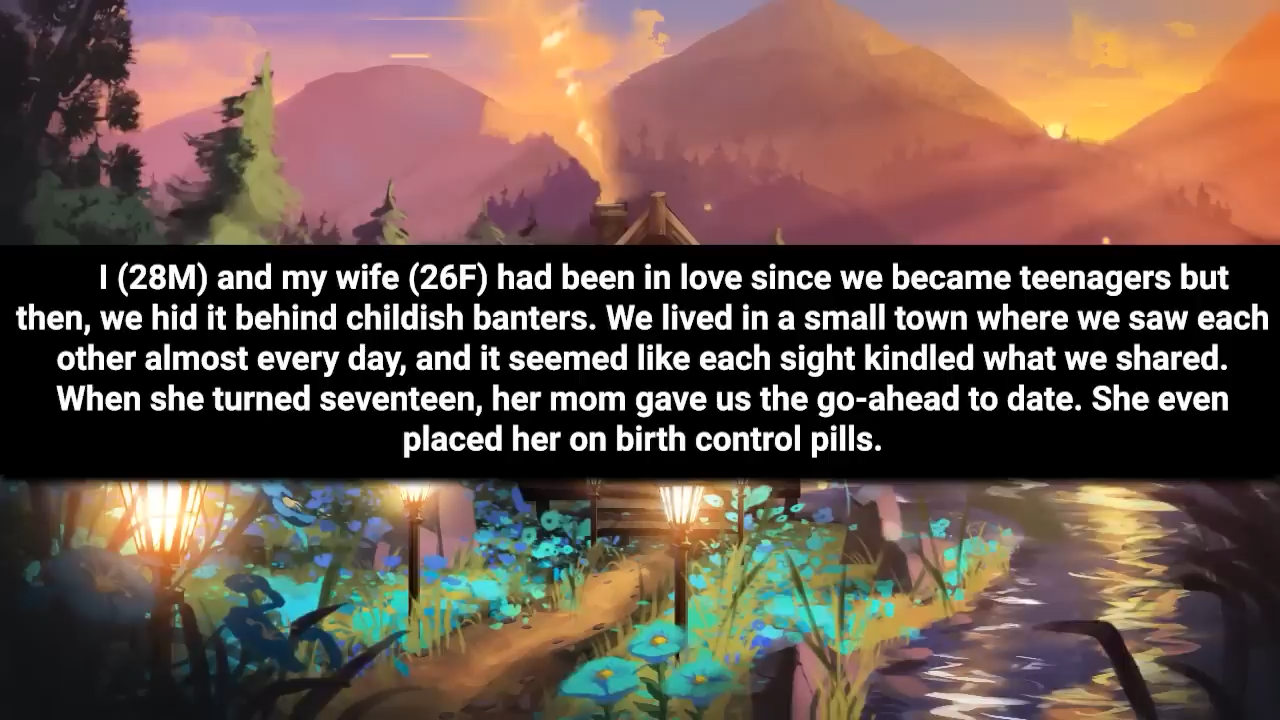 I (28M) and my wife (26F) had been in love since we became teenagers but
then, we hid it behind childish banters. We lived in a small town where we saw each
other almost every day, and it seemed like each sight kindled what we shared.
When she turned seventeen, her mom gave us the go-ahead to date. She even
placed her on birth control pills.